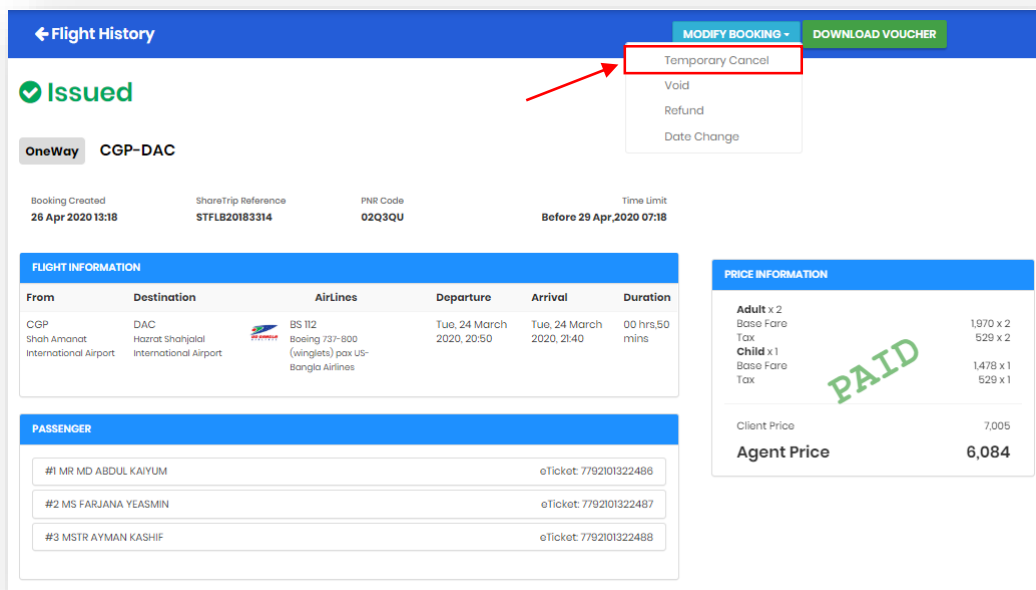 Flight History
MODIFY BOOKING
DOWNLOAD VOUCHER
Temporary Cancel
Void
Refund
Date Change
Issued
OneWay CGP-DAC
Booking Created ShareTrip Reference PNR Code Time Limit
26 Apr 2020 13:18 STFLB20183314 02Q3QU Before 29 Apr,2020 07:18
FLIGHT INFORMATION
From Destination AirLines Departure Arrival Duration
CGP DAC BS 112 Tue, 24 March Tue, 24 March 00 hrs,50
Shah Amanat Hazrat Shahjalal Boeing 737-800 2020, 20:50 2020, 21:40 mins
International Airport International Airport (winglets) pax US-
Bangla Airlines
PASSENGER
#1 MR MD ABDUL KAIYUM eTicket: 7792101322486
#2 MS FARJANA YEASMIN eTicket: 7792101322487
#3 MSTR AYMAN KASHIF eTicket: 7792101322488
PRICE INFORMATION
Adult x 2
Base Fare 1,970 x 2
Tax 529 x 2
Child x 1
Base Fare 1,478 x 1
Tax 529 x 1
PAID
Client Price 7,005
Agent Price 6,084